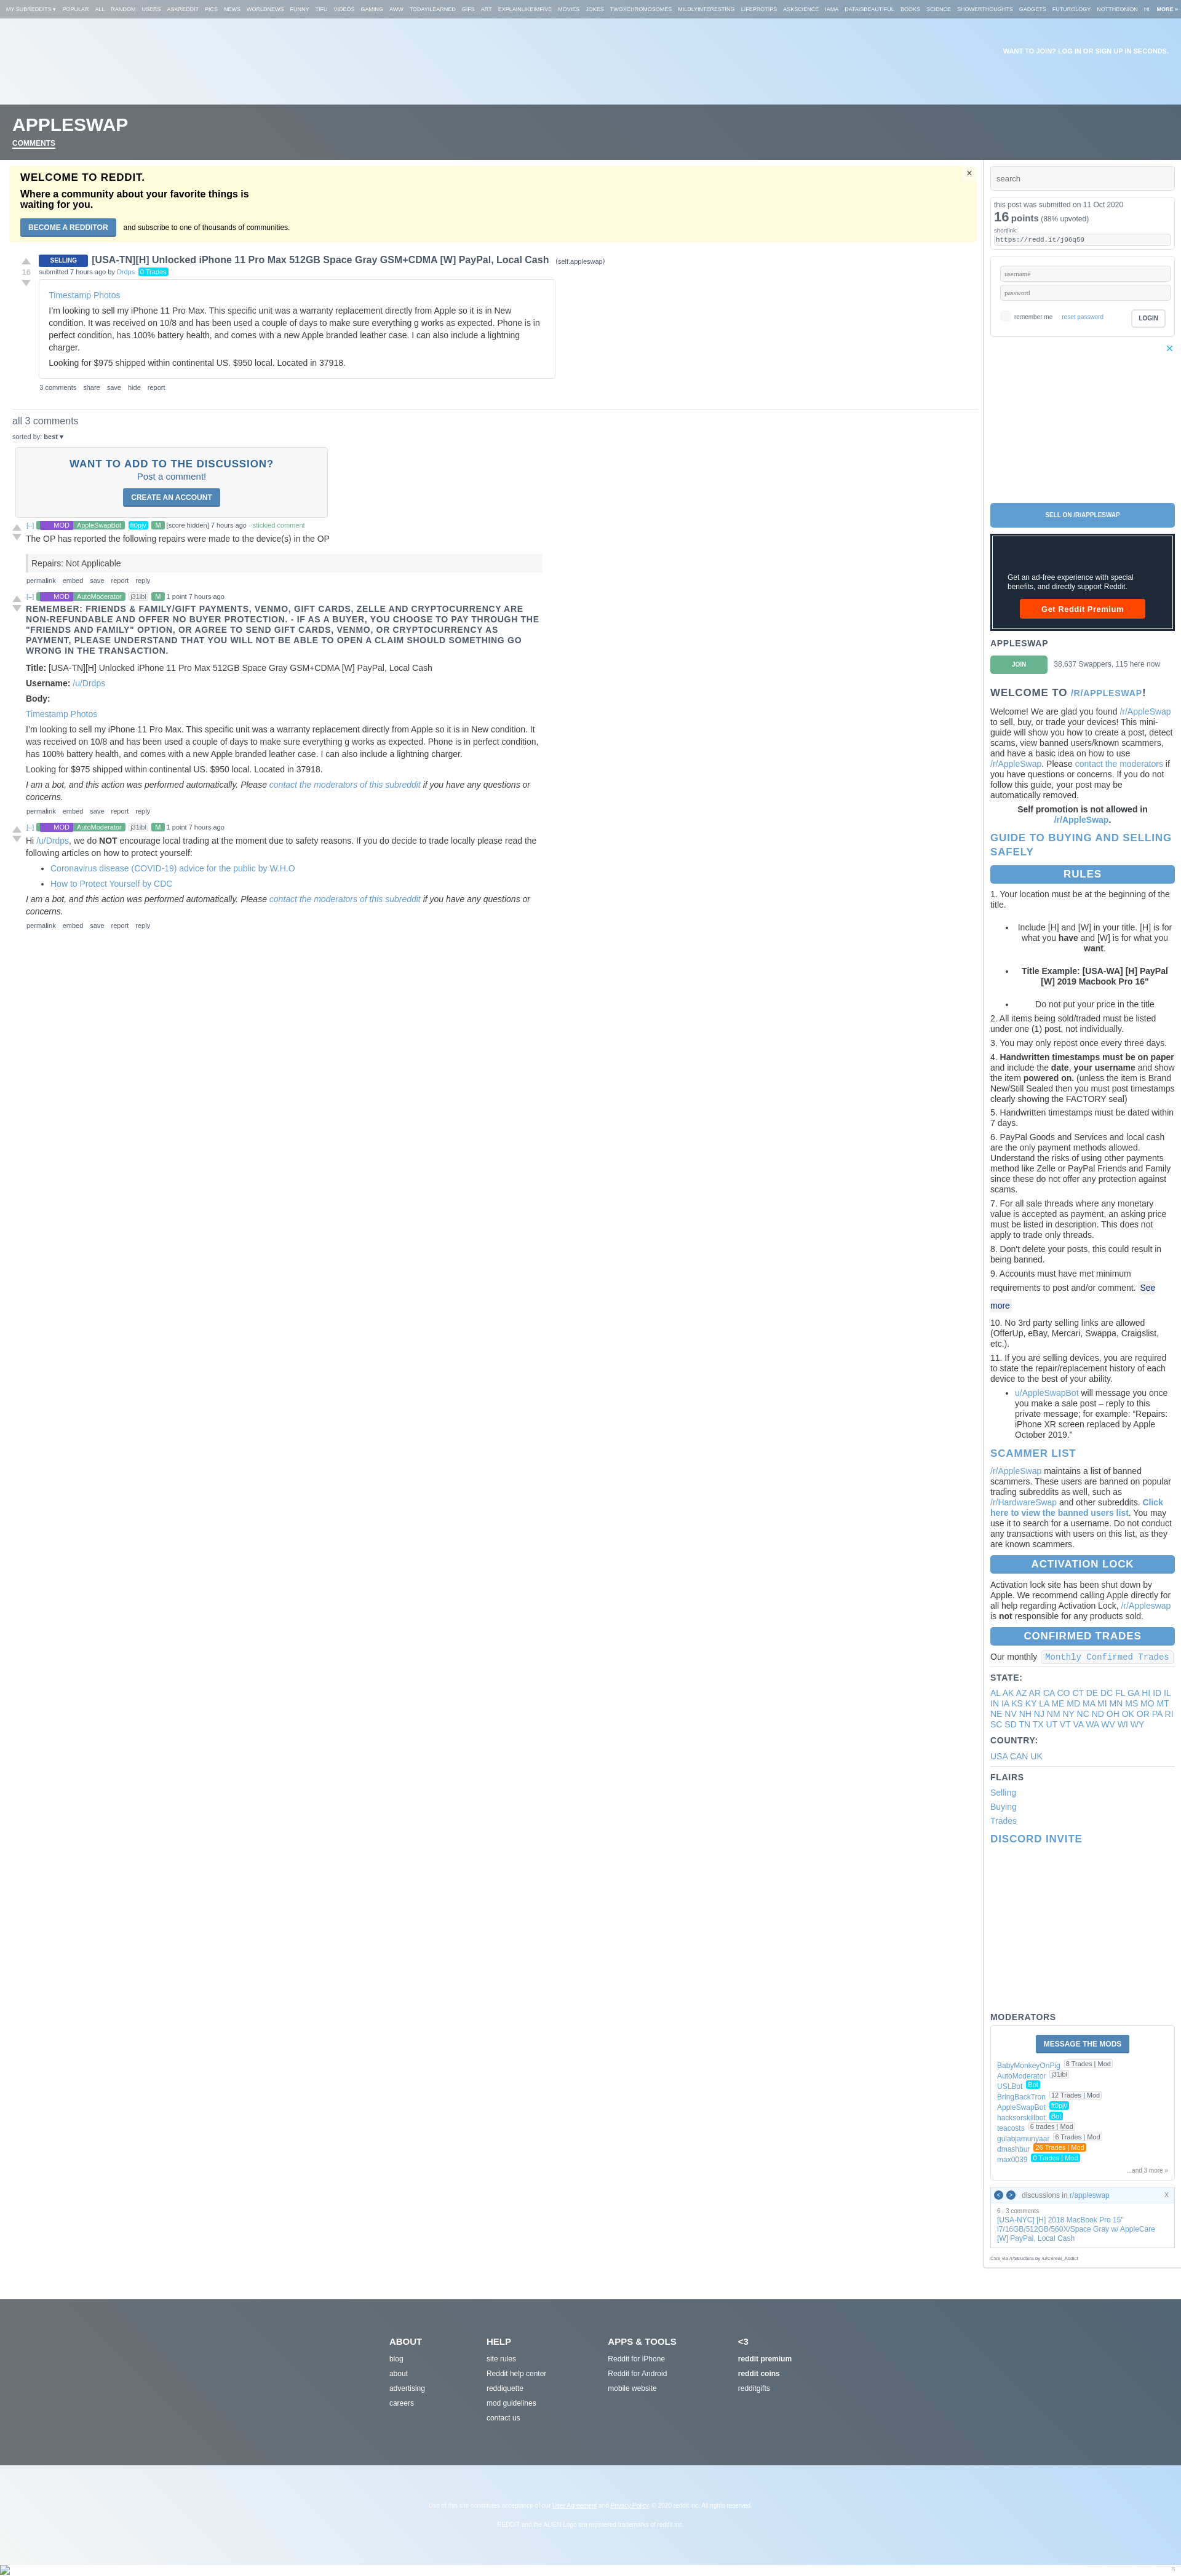 MY SUBREDDITS ▾ POPULAR ALL RANDOM USERS ASKREDDIT PICS NEWS WORLDNEWS FUNNY TIFU VIDEOS GAMING AWW TODAYILEARNED GIFS ART EXPLAINLIKEIMFIVE MOVIES JOKES TWOXCHROMOSOMES MILDLYINTERESTING LIFEPROTIPS ASKSCIENCE IAMA DATAISBEAUTIFUL BOOKS SCIENCE SHOWERTHOUGHTS GADGETS FUTUROLOGY NOTTHEONION HI MORE »
WANT TO JOIN? LOG IN OR SIGN UP IN SECONDS.
APPLESWAP
COMMENTS
WELCOME TO REDDIT.
Where a community about your favorite things is
waiting for you.
BECOME A REDDITOR and subscribe to one of thousands of communities.
×
16
SELLING [USA-TN][H] Unlocked iPhone 11 Pro Max 512GB Space Gray GSM+CDMA [W] PayPal, Local Cash (self.appleswap)
submitted 7 hours ago by Drdps 0 Trades
Timestamp Photos
I'm looking to sell my iPhone 11 Pro Max. This specific unit was a warranty replacement directly from Apple so it is in New
condition. It was received on 10/8 and has been used a couple of days to make sure everything g works as expected. Phone is in
perfect condition, has 100% battery health, and comes with a new Apple branded leather case. I can also include a lightning
charger.
Looking for $975 shipped within continental US. $950 local. Located in 37918.
3 comments share save hide report
all 3 comments
sorted by: best ▾
WANT TO ADD TO THE DISCUSSION?
Post a comment!
CREATE AN ACCOUNT
[–] MOD AppleSwapBot ft0pjv M [score hidden] 7 hours ago - stickied comment
The OP has reported the following repairs were made to the device(s) in the OP
Repairs: Not Applicable
permalink embed save report reply
[–] MOD AutoModerator j31ibl M 1 point 7 hours ago
REMEMBER: FRIENDS & FAMILY/GIFT PAYMENTS, VENMO, GIFT CARDS, ZELLE AND CRYPTOCURRENCY ARE
NON-REFUNDABLE AND OFFER NO BUYER PROTECTION. - IF AS A BUYER, YOU CHOOSE TO PAY THROUGH THE
"FRIENDS AND FAMILY" OPTION, OR AGREE TO SEND GIFT CARDS, VENMO, OR CRYPTOCURRENCY AS
PAYMENT, PLEASE UNDERSTAND THAT YOU WILL NOT BE ABLE TO OPEN A CLAIM SHOULD SOMETHING GO
WRONG IN THE TRANSACTION.
Title: [USA-TN][H] Unlocked iPhone 11 Pro Max 512GB Space Gray GSM+CDMA [W] PayPal, Local Cash
Username: /u/Drdps
Body:
Timestamp Photos
I'm looking to sell my iPhone 11 Pro Max. This specific unit was a warranty replacement directly from Apple so it is in New condition. It
was received on 10/8 and has been used a couple of days to make sure everything g works as expected. Phone is in perfect condition,
has 100% battery health, and comes with a new Apple branded leather case. I can also include a lightning charger.
Looking for $975 shipped within continental US. $950 local. Located in 37918.
I am a bot, and this action was performed automatically. Please contact the moderators of this subreddit if you have any questions or
concerns.
permalink embed save report reply
[–] MOD AutoModerator j31ibl M 1 point 7 hours ago
Hi /u/Drdps, we do NOT encourage local trading at the moment due to safety reasons. If you do decide to trade locally please read the
following articles on how to protect yourself:
• Coronavirus disease (COVID-19) advice for the public by W.H.O
• How to Protect Yourself by CDC
I am a bot, and this action was performed automatically. Please contact the moderators of this subreddit if you have any questions or
concerns.
permalink embed save report reply
search
this post was submitted on 11 Oct 2020
16 points (88% upvoted)
shortlink:
https://redd.it/j96q59
username
password
remember me reset password LOGIN
SELL ON /R/APPLESWAP
Get an ad-free experience with special
benefits, and directly support Reddit.
Get Reddit Premium
APPLESWAP
JOIN 38,637 Swappers, 115 here now
WELCOME TO /R/APPLESWAP!
Welcome! We are glad you found /r/AppleSwap
to sell, buy, or trade your devices! This mini-
guide will show you how to create a post, detect
scams, view banned users/known scammers,
and have a basic idea on how to use
/r/AppleSwap. Please contact the moderators if
you have questions or concerns. If you do not
follow this guide, your post may be
automatically removed.
Self promotion is not allowed in
/r/AppleSwap.
GUIDE TO BUYING AND SELLING
SAFELY
RULES
1. Your location must be at the beginning of the
title.
• Include [H] and [W] in your title. [H] is for
what you have and [W] is for what you
want.
• Title Example: [USA-WA] [H] PayPal
[W] 2019 Macbook Pro 16"
• Do not put your price in the title
2. All items being sold/traded must be listed
under one (1) post, not individually.
3. You may only repost once every three days.
4. Handwritten timestamps must be on paper
and include the date, your username and show
the item powered on. (unless the item is Brand
New/Still Sealed then you must post timestamps
clearly showing the FACTORY seal)
5. Handwritten timestamps must be dated within
7 days.
6. PayPal Goods and Services and local cash
are the only payment methods allowed.
Understand the risks of using other payments
method like Zelle or PayPal Friends and Family
since these do not offer any protection against
scams.
7. For all sale threads where any monetary
value is accepted as payment, an asking price
must be listed in description. This does not
apply to trade only threads.
8. Don't delete your posts, this could result in
being banned.
9. Accounts must have met minimum
requirements to post and/or comment. See
more
10. No 3rd party selling links are allowed
(OfferUp, eBay, Mercari, Swappa, Craigslist,
etc.).
11. If you are selling devices, you are required
to state the repair/replacement history of each
device to the best of your ability.
• u/AppleSwapBot will message you once
you make a sale post – reply to this
private message; for example: “Repairs:
iPhone XR screen replaced by Apple
October 2019.”
SCAMMER LIST
/r/AppleSwap maintains a list of banned
scammers. These users are banned on popular
trading subreddits as well, such as
/r/HardwareSwap and other subreddits. Click
here to view the banned users list. You may
use it to search for a username. Do not conduct
any transactions with users on this list, as they
are known scammers.
ACTIVATION LOCK
Activation lock site has been shut down by
Apple. We recommend calling Apple directly for
all help regarding Activation Lock, /r/Appleswap
is not responsible for any products sold.
CONFIRMED TRADES
Our monthly Monthly Confirmed Trades
STATE:
AL AK AZ AR CA CO CT DE DC FL GA HI ID IL
IN IA KS KY LA ME MD MA MI MN MS MO MT
NE NV NH NJ NM NY NC ND OH OK OR PA RI
SC SD TN TX UT VT VA WA WV WI WY
COUNTRY:
USA CAN UK
FLAIRS
Selling
Buying
Trades
DISCORD INVITE
MODERATORS
MESSAGE THE MODS
BabyMonkeyOnPig 8 Trades | Mod
AutoModerator j31ibl
USLBot Bot
BringBackTron 12 Trades | Mod
AppleSwapBot ft0pjv
hacksorskillbot Bot
teacosts 6 trades | Mod
gulabjamunyaar 6 Trades | Mod
dmashbur 26 Trades | Mod
max0039 0 Trades | Mod
...and 3 more »
< > discussions in r/appleswap X
6 · 3 comments
[USA-NYC] [H] 2018 MacBook Pro 15"
i7/16GB/512GB/560X/Space Gray w/ AppleCare
[W] PayPal, Local Cash
CSS via /r/Structura by /u/Cereal_Addict
ABOUT
blog
about
advertising
careers
HELP
site rules
Reddit help center
reddiquette
mod guidelines
contact us
APPS & TOOLS
Reddit for iPhone
Reddit for Android
mobile website
<3
reddit premium
reddit coins
redditgifts
Use of this site constitutes acceptance of our User Agreement and Privacy Policy. © 2020 reddit inc. All rights reserved.
REDDIT and the ALIEN Logo are registered trademarks of reddit inc.
π